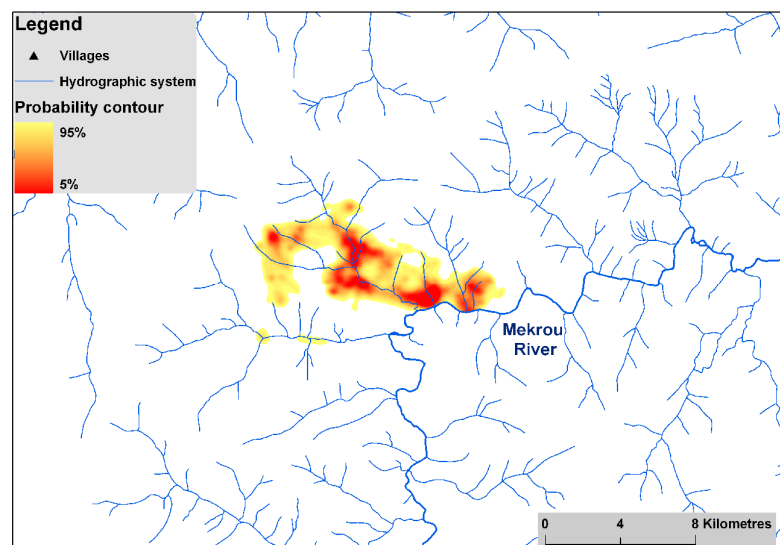 Legend
Villages
Hydrographic system
Probability contour
95%
5%
Mekrou
River
0 4 8 Kilometres